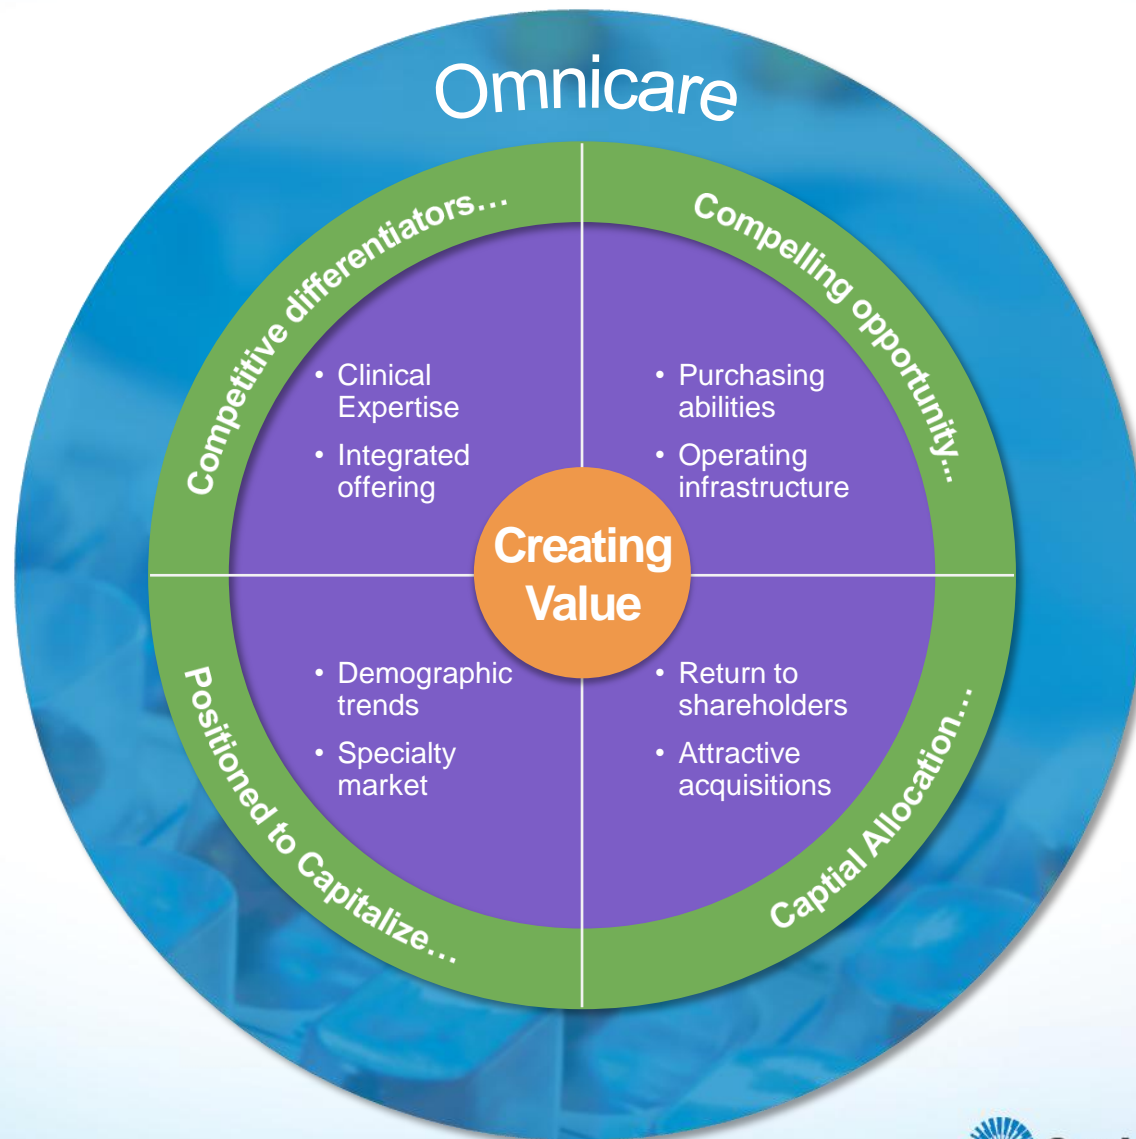 Omnicare
Competitive differentiators…
• Clinical
Expertise
• Integrated
offering
Compelling opportunity…
• Purchasing
abilities
• Operating
infrastructure
Creating
Value
Positioned to Capitalize…
• Demographic
trends
• Specialty
market
Captial Allocation…
• Return to
shareholders
• Attractive
acquisitions